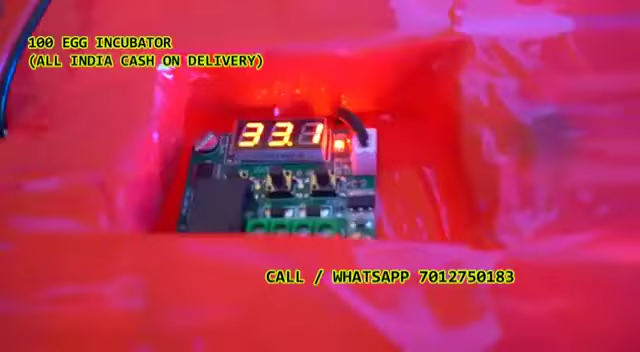 100 EGG INCUBATOR
(ALL INDIA CASH ON DELIVERY)
33.1
CALL / WHATSAPP 7012750183